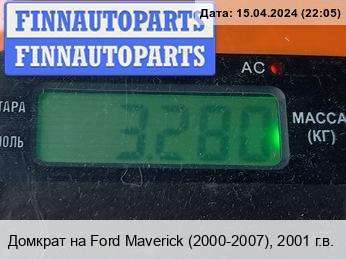 FINNAUTOPARTS
FINNAUTOPARTS
Дата: 15.04.2024 (22:05)
AC
ТАРА
МАССА
(КГ)
3280
Домкрат на Ford Maverick (2000-2007), 2001 г.в.